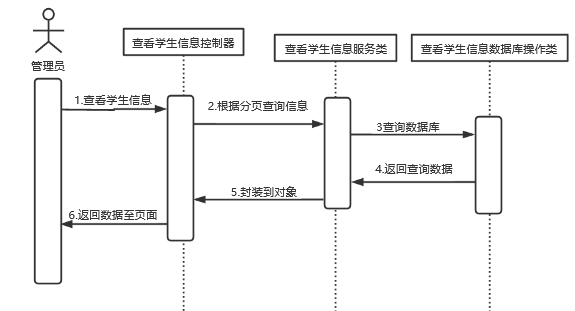 查看学生信息控制器
查看学生信息服务类
查看学生信息数据库操作类
管理员
1.查看学生信息
2.根据分页查询信息
3查询数据库
4.返回查询数据
5.封装到对象
6.返回数据至页面